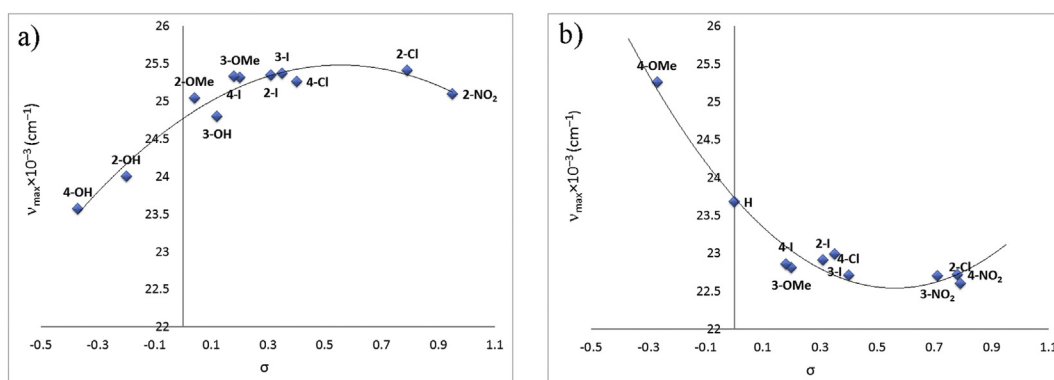 a)
ν_max×10⁻³ (cm⁻¹)
26
25.5
25
24.5
24
23.5
23
22.5
22
-0.5
-0.3
-0.1
0.1
0.3
0.5
0.7
0.9
1.1
σ
4-OH
2-OH
2-OMe
3-OMe
4-I
3-OH
3-I
2-I
4-Cl
2-Cl
2-NO₂
b)
ν_max×10⁻³ (cm⁻¹)
26
25.5
25
24.5
24
23.5
23
22.5
22
-0.5
-0.3
-0.1
0.1
0.3
0.5
0.7
0.9
1.1
σ
4-OMe
H
4-I
3-OMe
2-I
4-Cl
3-I
2-Cl
3-NO₂
4-NO₂